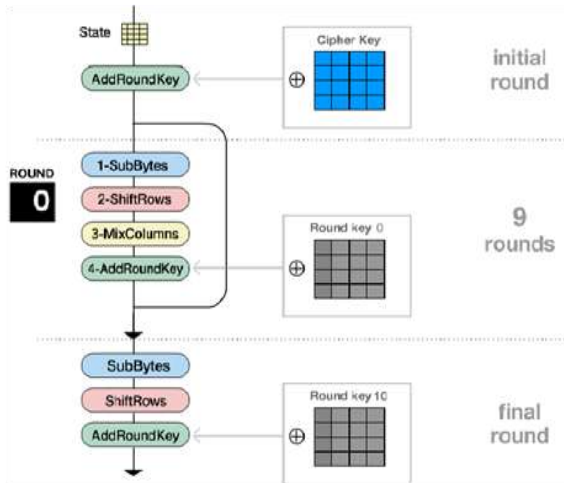 State
Cipher Key
AddRoundKey
initial
round
ROUND
0
1-SubBytes
2-ShiftRows
3-MixColumns
4-AddRoundKey
Round key 0
9
rounds
SubBytes
ShiftRows
AddRoundKey
Round key 10
final
round